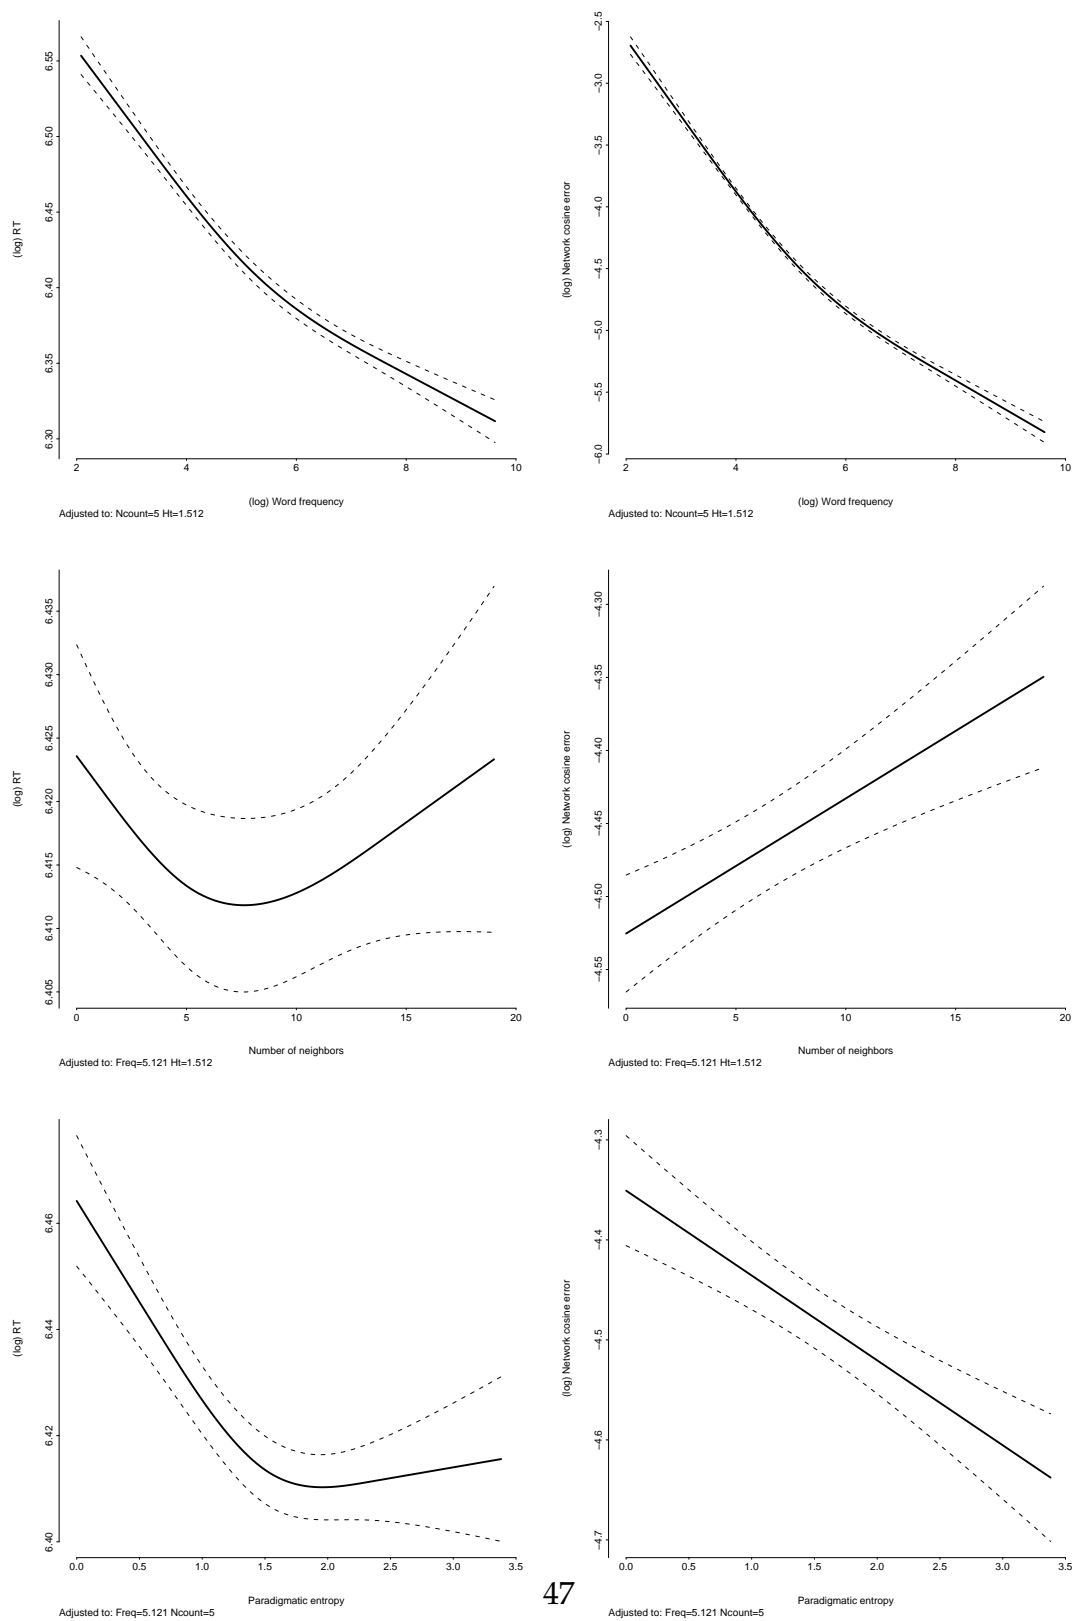 6.55
6.50
6.45
6.40
6.35
6.30
(log) RT
2 4 6 8 10
(log) Word frequency
Adjusted to: Ncount=5 Ht=1.512
−2.5
−3.0
−3.5
−4.0
−4.5
−5.0
−5.5
−6.0
(log) Network cosine error
2 4 6 8 10
(log) Word frequency
Adjusted to: Ncount=5 Ht=1.512
6.435
6.430
6.425
6.420
6.415
6.410
6.405
(log) RT
0 5 10 15 20
Number of neighbors
Adjusted to: Freq=5.121 Ht=1.512
−4.30
−4.35
−4.40
−4.45
−4.50
−4.55
(log) Network cosine error
0 5 10 15 20
Number of neighbors
Adjusted to: Freq=5.121 Ht=1.512
6.46
6.44
6.42
6.40
(log) RT
0.0 0.5 1.0 1.5 2.0 2.5 3.0 3.5
Paradigmatic entropy
Adjusted to: Freq=5.121 Ncount=5
−4.3
−4.4
−4.5
−4.6
−4.7
(log) Network cosine error
0.0 0.5 1.0 1.5 2.0 2.5 3.0 3.5
Paradigmatic entropy
Adjusted to: Freq=5.121 Ncount=5
47